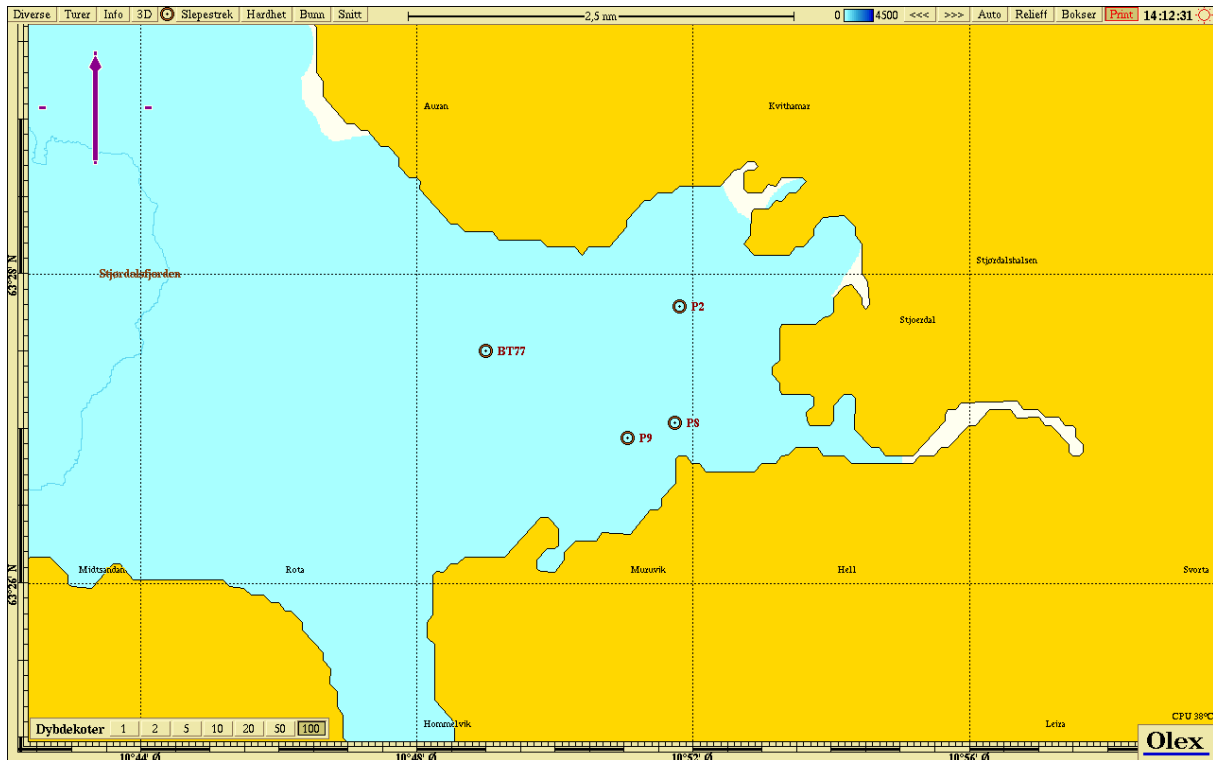 Diverse Turer Info 3D Slepestrek Hardhet Bunn Snitt 2,5 nm 0 4500 <<< >>> Auto Relieff Bokser Print 14:12:31
Auran
Kvithamar
63°28' N
Stjørdalsfjorden
Stjørdalshalsen
P2
Stjoerdal
BT77
P8
P9
63°26' N
Midtsandan
Rota
Muruvik
Hell
Svorta
Hommelvik
Leira
CPU 38°C
Dybdekoter 1 2 5 10 20 50 100
Olex
10°44' Ø
10°48' Ø
10°52' Ø
10°56' Ø